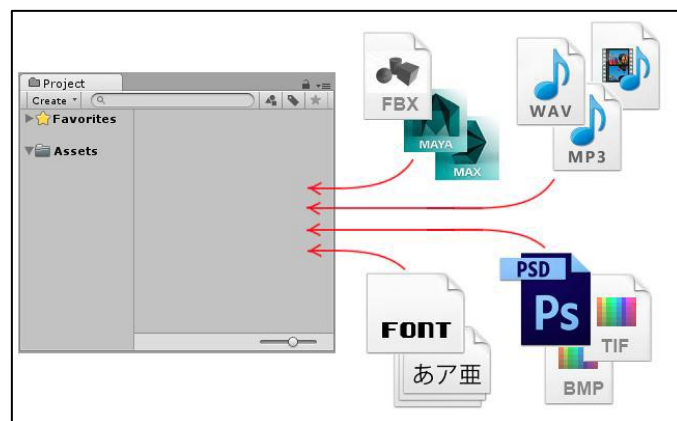 Project
Create
Favorites
Assets
FBX
MAYA
MAX
WAV
MP3
FONT
あア亜
PSD
Ps
TIF
BMP